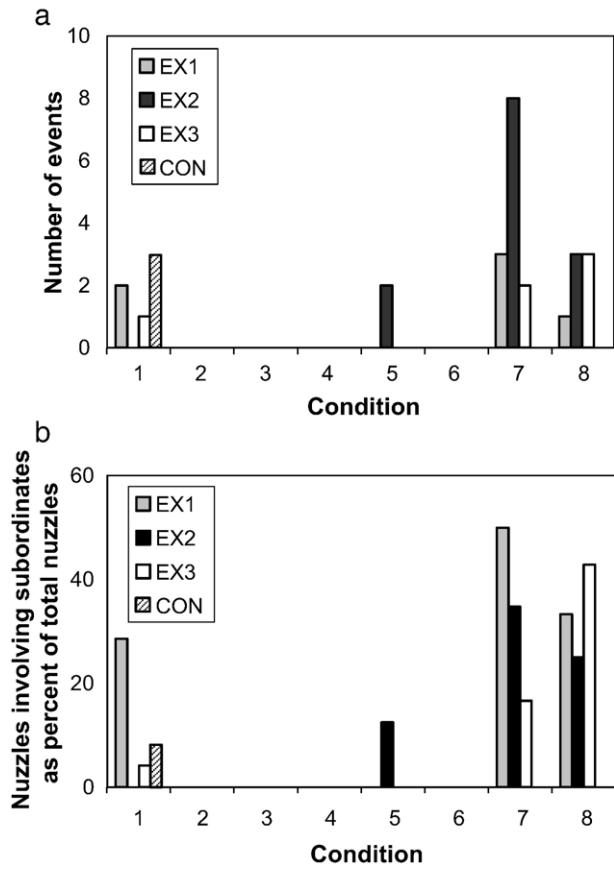 a
10
8
6
4
2
0
Number of events
EX1
EX2
EX3
CON
1 2 3 4 5 6 7 8
Condition
b
60
40
20
0
Nuzzles involving subordinates
as percent of total nuzzles
EX1
EX2
EX3
CON
1 2 3 4 5 6 7 8
Condition